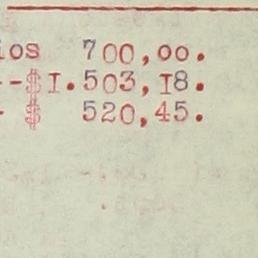 ios 700,oo.
--$I.503,I8.
- $ 520,45.